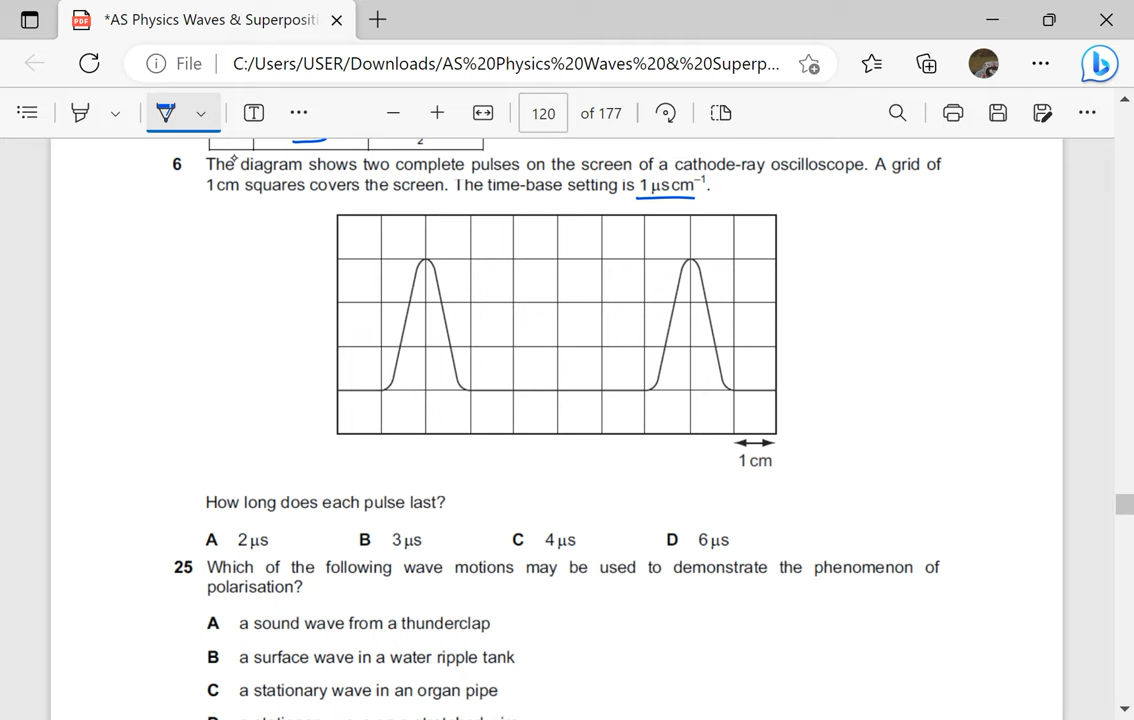 *AS Physics Waves & Superpositi
File
C:/Users/USER/Downloads/AS%20Physics%20Waves%20&%20Superp...
120 of 177
2
6 The diagram shows two complete pulses on the screen of a cathode-ray oscilloscope. A grid of
1 cm squares covers the screen. The time-base setting is 1 μs cm⁻¹.
1 cm
How long does each pulse last?
A 2 μs B 3 μs C 4 μs D 6 μs
25 Which of the following wave motions may be used to demonstrate the phenomenon of
polarisation?
A a sound wave from a thunderclap
B a surface wave in a water ripple tank
C a stationary wave in an organ pipe